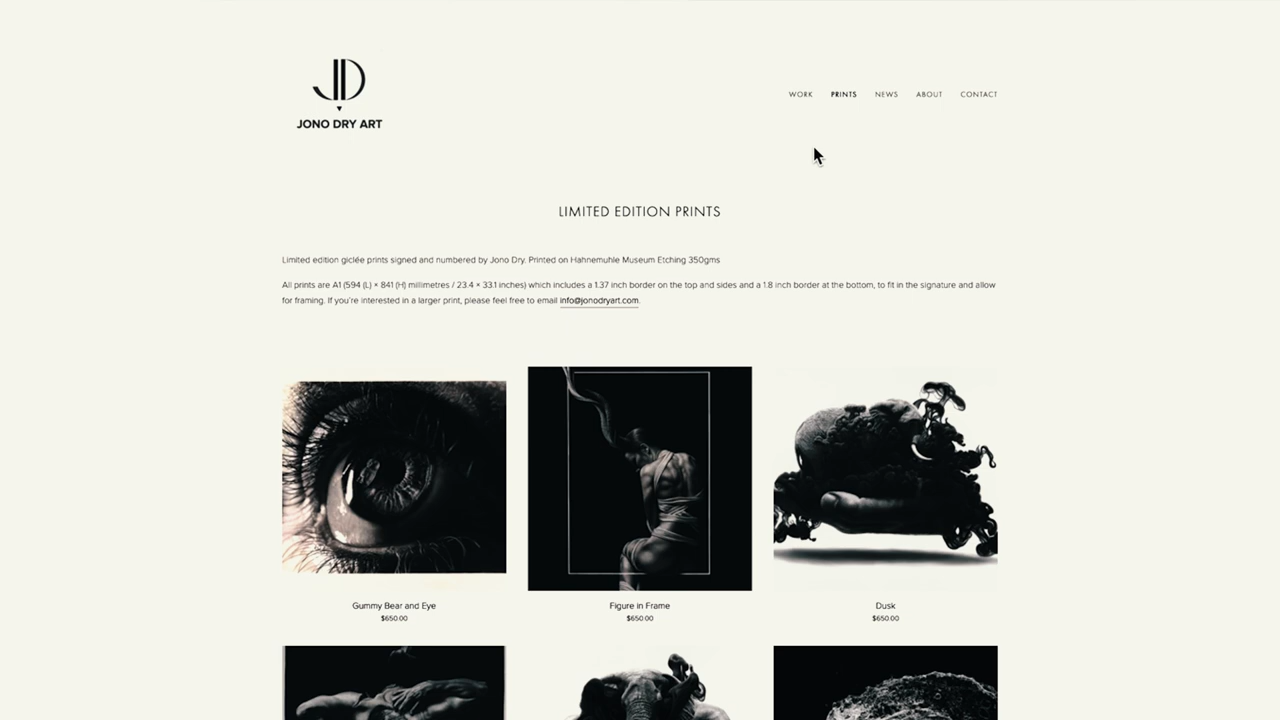 JD
JONO DRY ART
WORK PRINTS NEWS ABOUT CONTACT
LIMITED EDITION PRINTS
Limited edition giclée prints signed and numbered by Jono Dry. Printed on Hahnemuhle Museum Etching 350gms
All prints are A1 (594 (L) × 841 (H) millimetres / 23.4 × 33.1 inches) which includes a 1.37 inch border on the top and sides and a 1.8 inch border at the bottom, to fit in the signature and allow
for framing. If you're interested in a larger print, please feel free to email info@jonodryart.com.
Gummy Bear and Eye
$650.00
Figure in Frame
$650.00
Dusk
$650.00